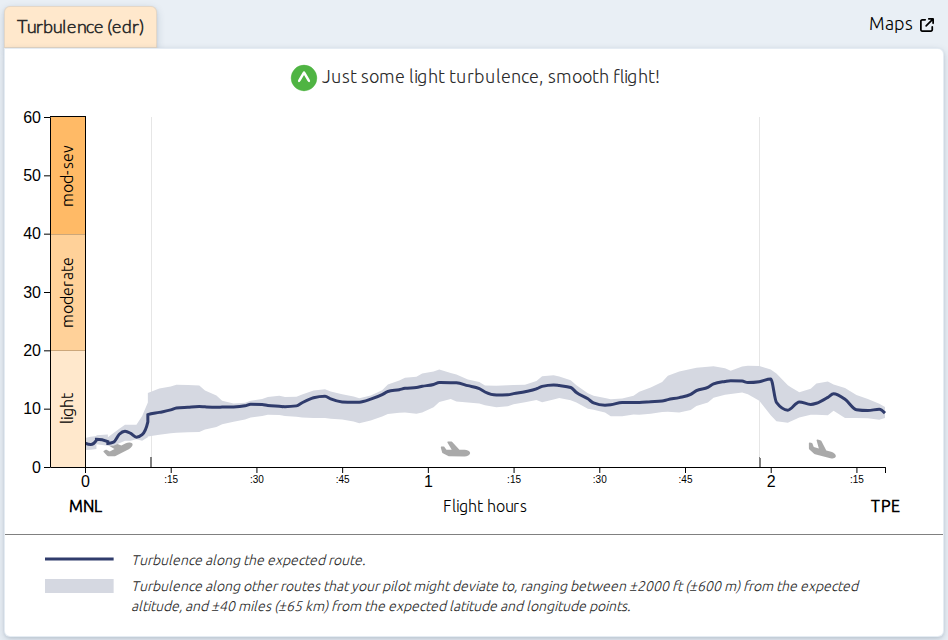 Turbulence (edr)
Maps
Just some light turbulence, smooth flight!
60
50
40
30
20
10
0
mod-sev
moderate
light
0 :15 :30 :45 1 :15 :30 :45 2 :15
MNL Flight hours TPE
Turbulence along the expected route.
Turbulence along other routes that your pilot might deviate to, ranging between ±2000 ft (±600 m) from the expected
altitude, and ±40 miles (±65 km) from the expected latitude and longitude points.